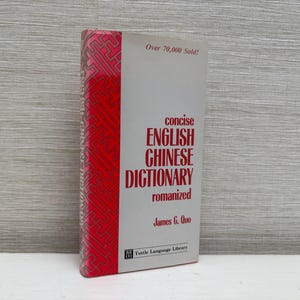 Over 70,000 Sold!
concise
ENGLISH
CHINESE
DICTIONARY
romanized
James G. Quo
Tuttle Language Library